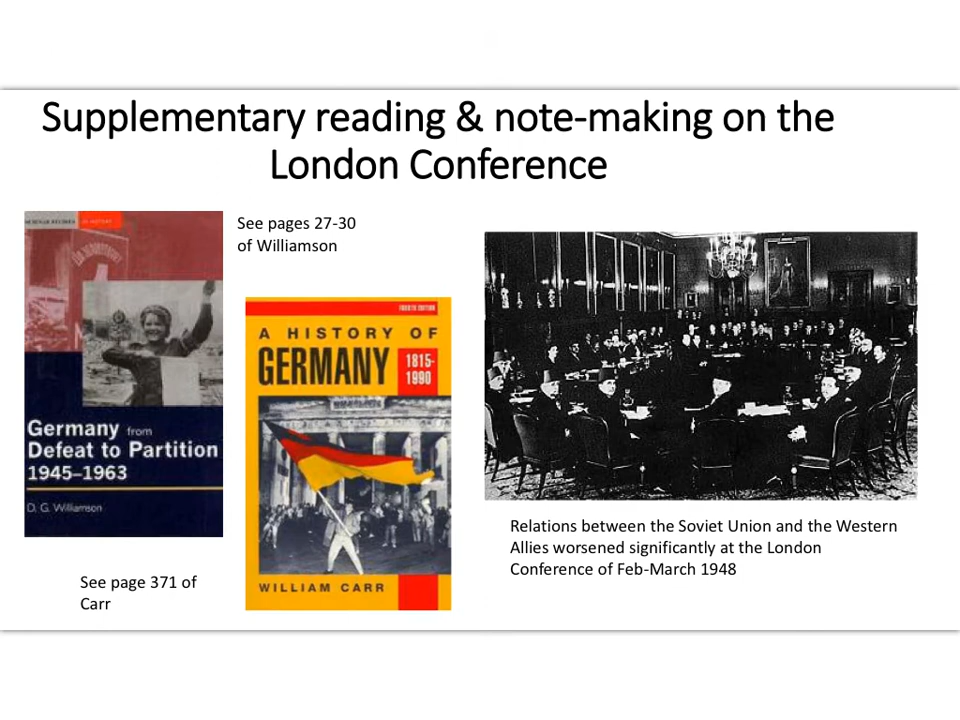 Supplementary reading & note-making on the
London Conference
See pages 27-30
of Williamson
IN HISTORY
Germany from
Defeat to Partition
1945–1963
D. G. Williamson
See page 371 of
Carr
FOURTH EDITION
A HISTORY OF
GERMANY
1815-
1990
WILLIAM CARR
Relations between the Soviet Union and the Western
Allies worsened significantly at the London
Conference of Feb-March 1948